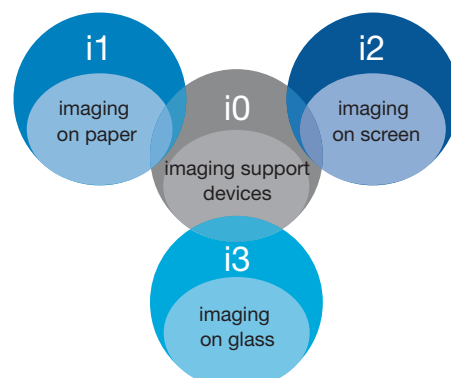 i1
imaging
on paper
i0
imaging support
devices
i2
imaging
on screen
i3
imaging
on glass